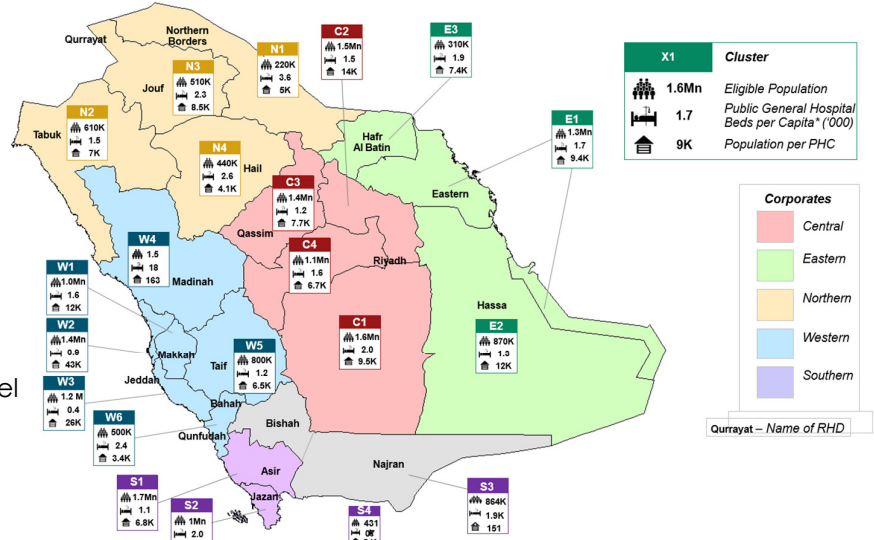 Northern
Borders
Qurrayat
Jouf
Tabuk
Hail
Hafr
Al Batin
Eastern
Qassim
Riyadh
Madinah
Hassa
Makkah
Taif
Jeddah
Bahah
Qunfudah
Bishah
Asir
Jazan
Najran
el
N1
220K
3.6
5K
N2
610K
1.5
7K
N3
510K
2.3
8.5K
N4
440K
2.6
4.1K
C1
1.6Mn
2.0
9.5K
C2
1.5Mn
1.5
14K
C3
1.4Mn
1.2
7.7K
C4
1.1Mn
1.6
6.7K
E1
1.3Mn
1.7
9.4K
E2
870K
1.3
12K
E3
310K
1.9
7.4K
W1
1.0Mn
1.6
12K
W2
1.4Mn
0.9
43K
W3
1.2 M
0.4
26K
W4
1.5
18
163
W5
800K
1.2
6.5K
W6
500K
2.4
3.4K
S1
1.7Mn
1.1
6.8K
S2
1Mn
2.0
S3
864K
1.9K
151
S4
431
X1 Cluster
1.6Mn Eligible Population
1.7 Public General Hospital
Beds per Capita* ('000)
9K Population per PHC
Corporates
Central
Eastern
Northern
Western
Southern
Qurrayat – Name of RHD